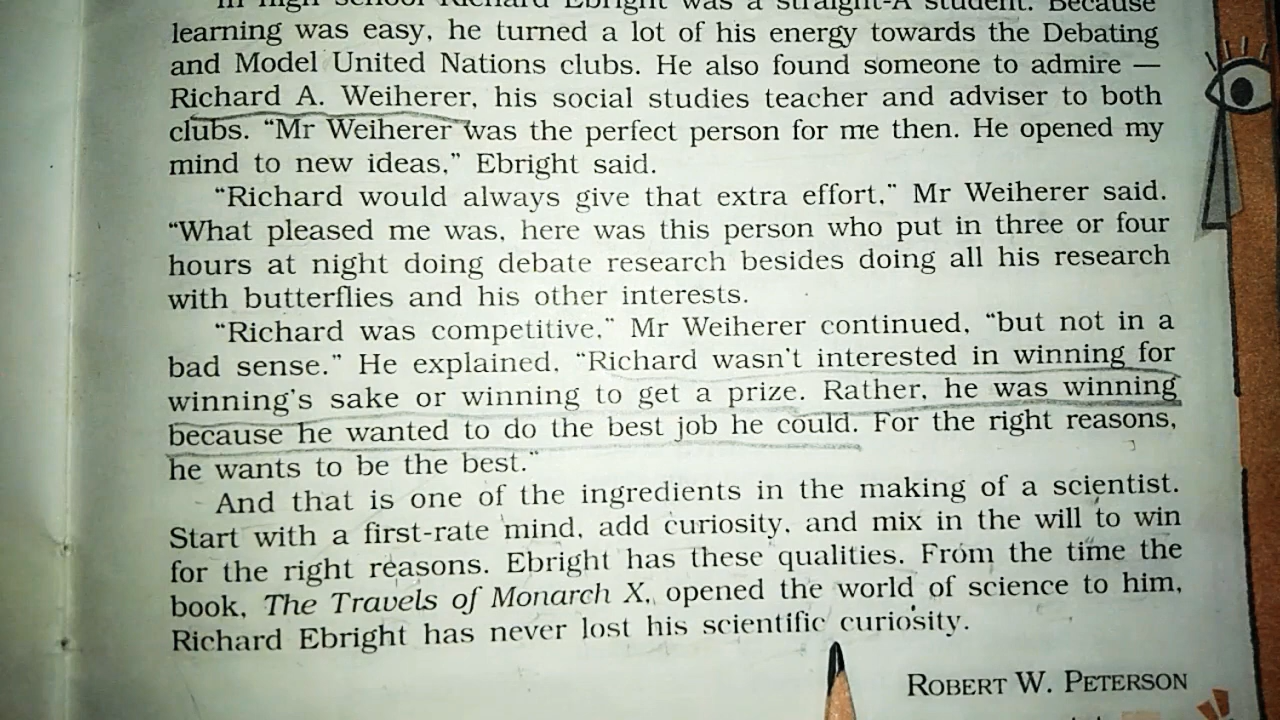 In high school Richard Ebright was a straight-A student. Because
learning was easy, he turned a lot of his energy towards the Debating
and Model United Nations clubs. He also found someone to admire —
Richard A. Weiherer, his social studies teacher and adviser to both
clubs. “Mr Weiherer was the perfect person for me then. He opened my
mind to new ideas,” Ebright said.
“Richard would always give that extra effort,” Mr Weiherer said.
“What pleased me was, here was this person who put in three or four
hours at night doing debate research besides doing all his research
with butterflies and his other interests.
“Richard was competitive,” Mr Weiherer continued, “but not in a
bad sense.” He explained, “Richard wasn't interested in winning for
winning's sake or winning to get a prize. Rather, he was winning
because he wanted to do the best job he could. For the right reasons,
he wants to be the best.”
And that is one of the ingredients in the making of a scientist.
Start with a first-rate mind, add curiosity, and mix in the will to win
for the right reasons. Ebright has these qualities. From the time the
book, The Travels of Monarch X, opened the world of science to him,
Richard Ebright has never lost his scientific curiosity.
ROBERT W. PETERSON